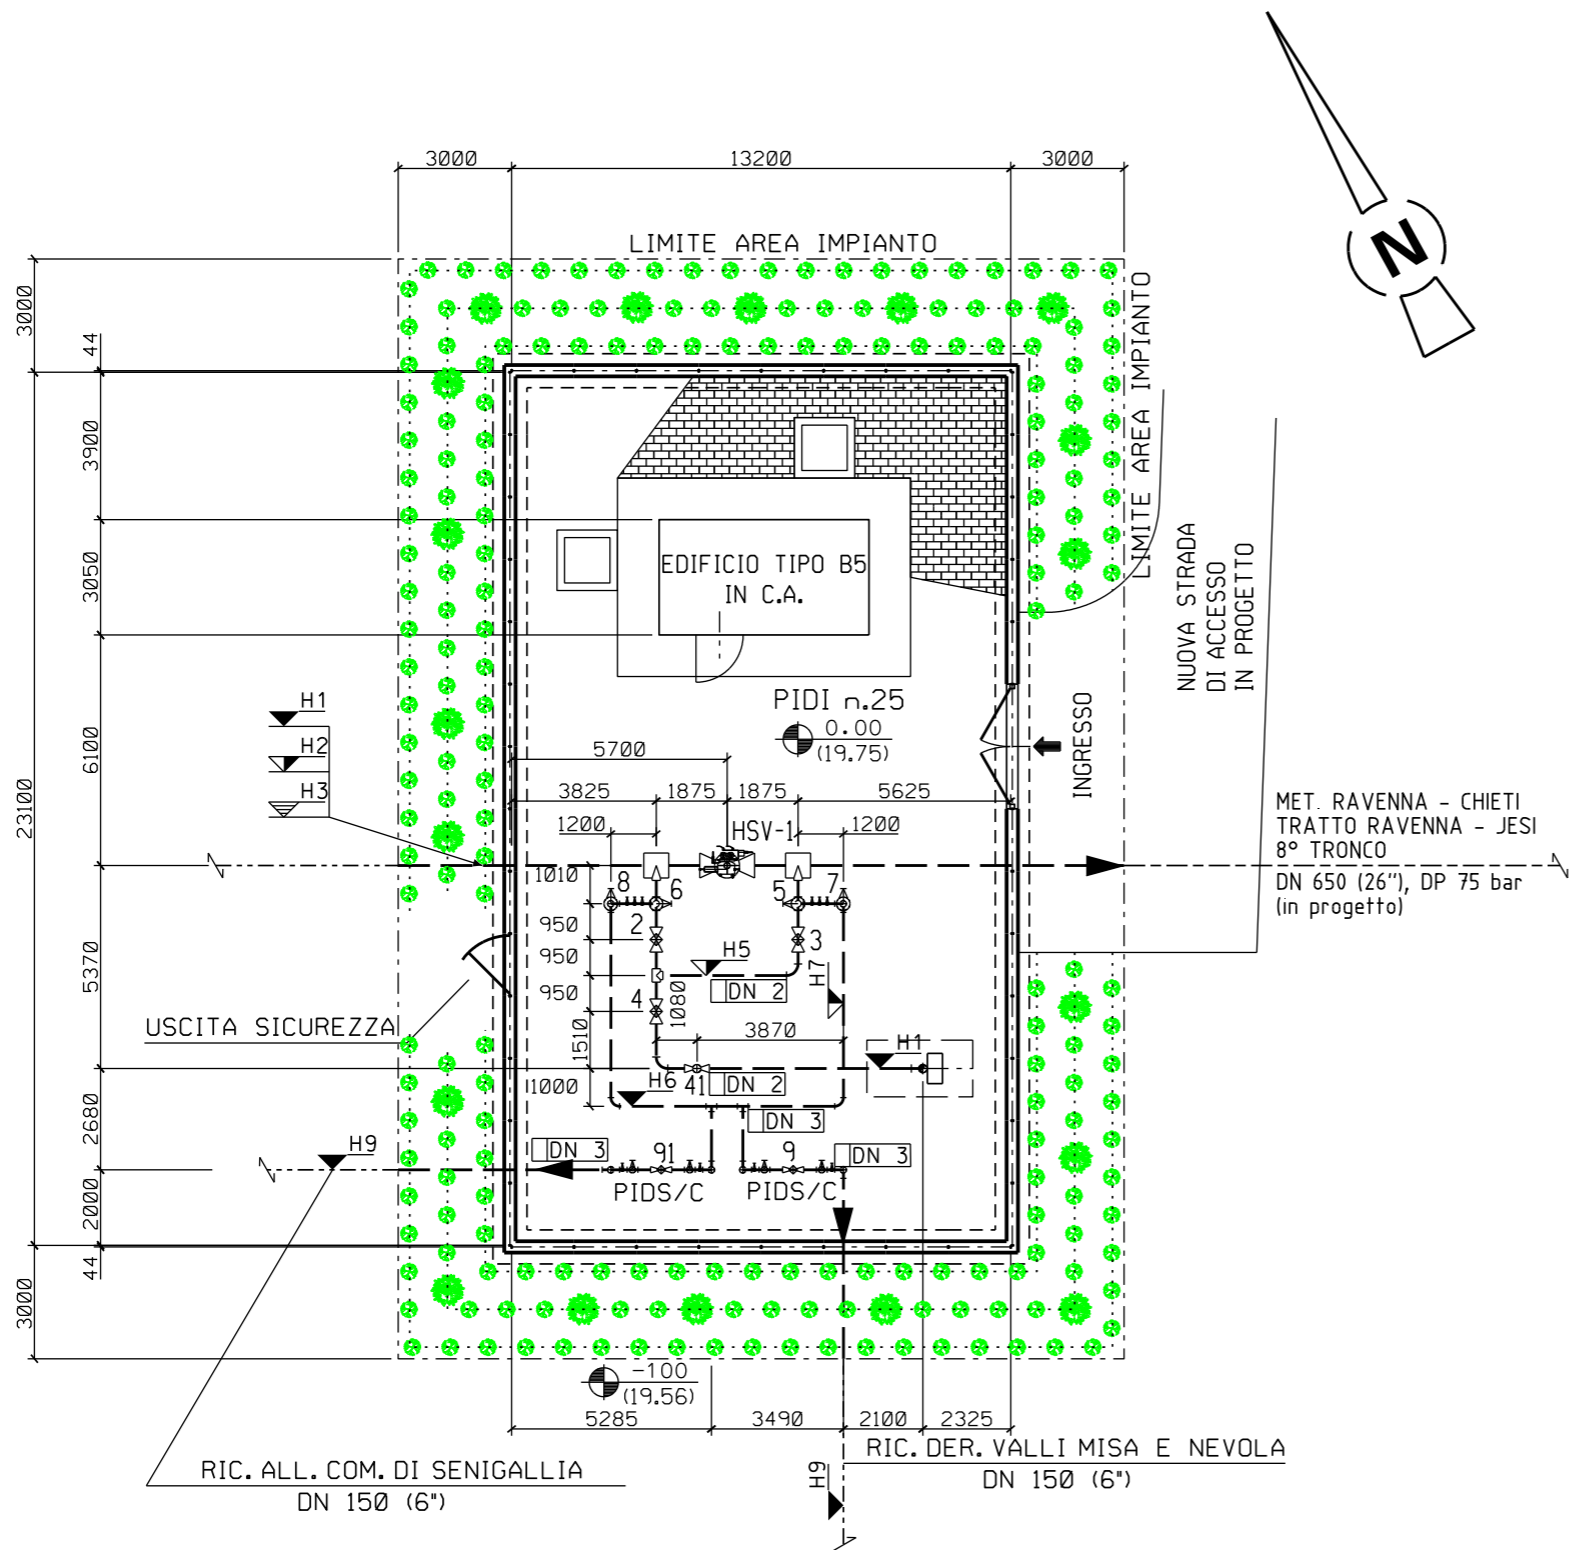 3000
13200
3000
LIMITE AREA IMPIANTO
N
3000
44
LIMITE AREA IMPIANTO
3900
3050
EDIFICIO TIPO B5
IN C.A.
NUOVA STRADA
DI ACCESSO
IN PROGETTO
PIDI n.25
0.00
(19.75)
INGRESSO
H1
H2
H3
6100
23100
5700
3825
1875
1875
5625
1200
HSV-1
1200
MET. RAVENNA - CHIETI
TRATTO RAVENNA - JESI
8° TRONCO
DN 650 (26"), DP 75 bar
(in progetto)
1010
8
6
5
7
950
2
3
950
H5
H7
5370
DN 2
950
4
1080
USCITA SICUREZZA
1510
3870
H1
41
DN 2
1000
H6
DN 3
2680
H9
DN 3
91
9
DN 3
PIDS/C
PIDS/C
2000
44
3000
-100
(19.56)
5285
3490
2100
2325
RIC. ALL. COM. DI SENIGALLIA
DN 150 (6")
RIC. DER. VALLI MISA E NEVOLA
DN 150 (6")
H9